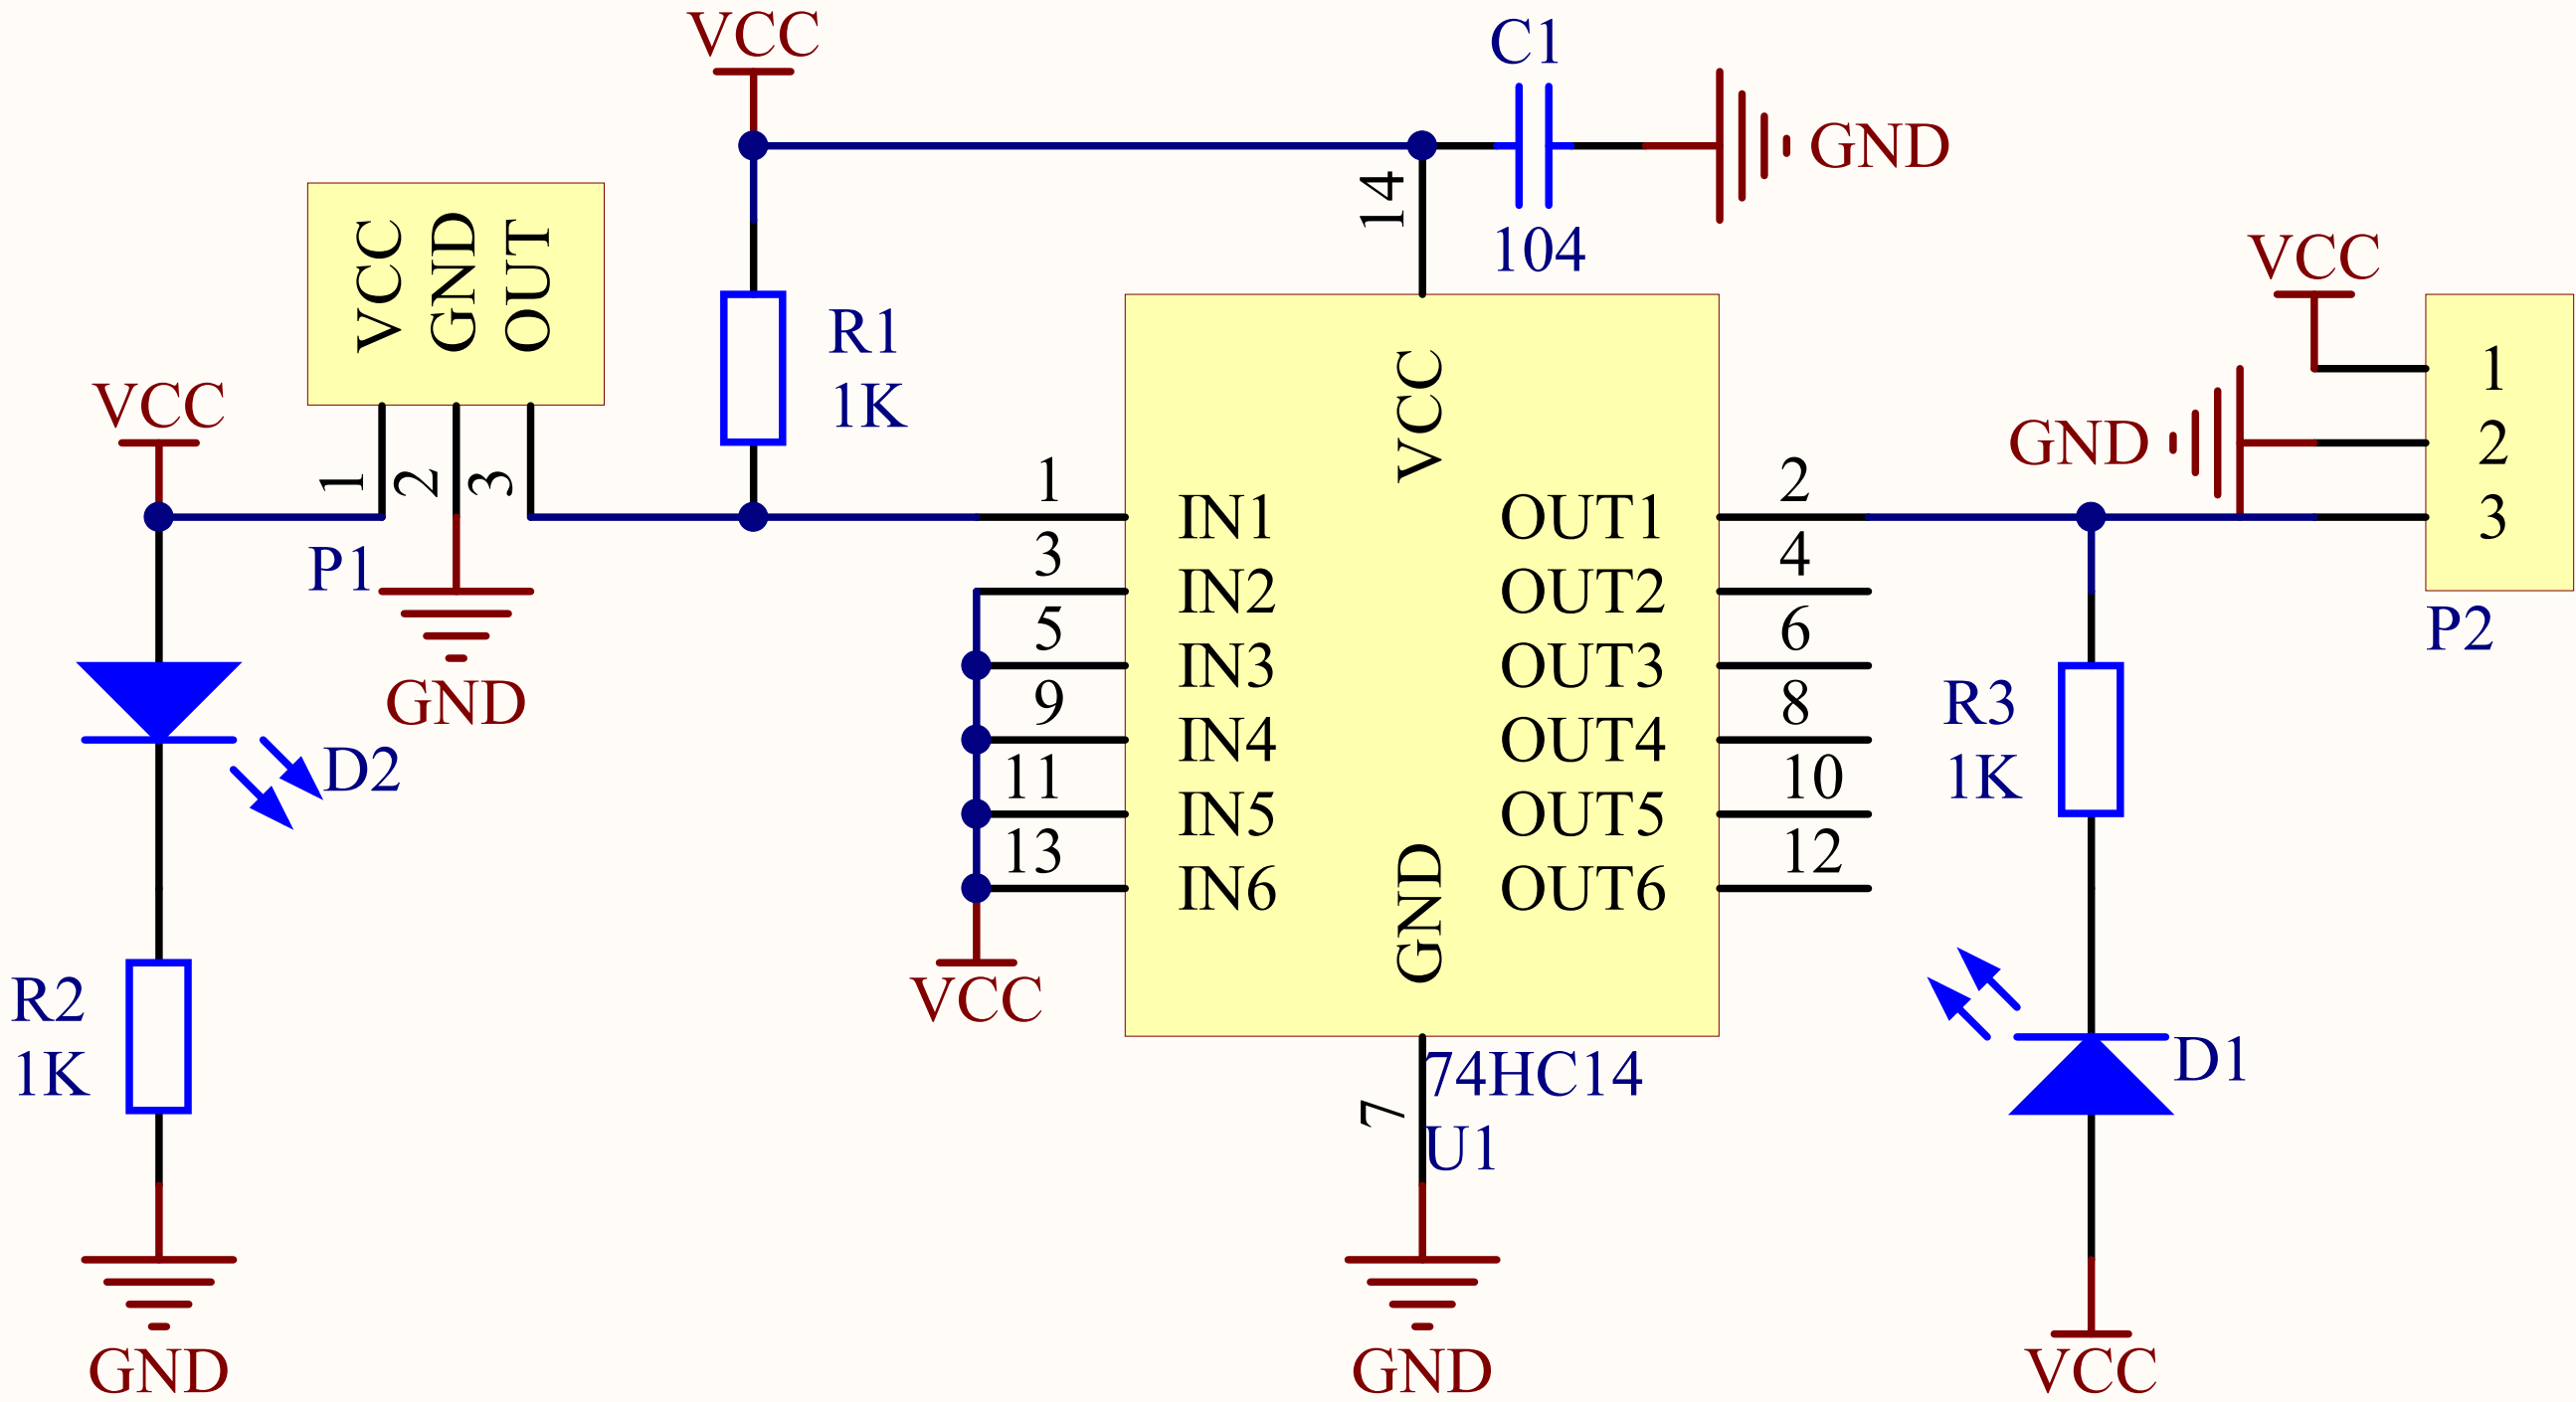 VCC
C1
GND
104
VCC
GND
OUT
1
2
3
P1
GND
VCC
D2
R2
1K
GND
R1
1K
14
VCC
GND
1
IN1
3
IN2
5
IN3
9
IN4
11
IN5
13
IN6
VCC
2
OUT1
4
OUT2
6
OUT3
8
OUT4
10
OUT5
12
OUT6
7
74HC14
U1
GND
VCC
GND
1
2
3
P2
R3
1K
D1
VCC